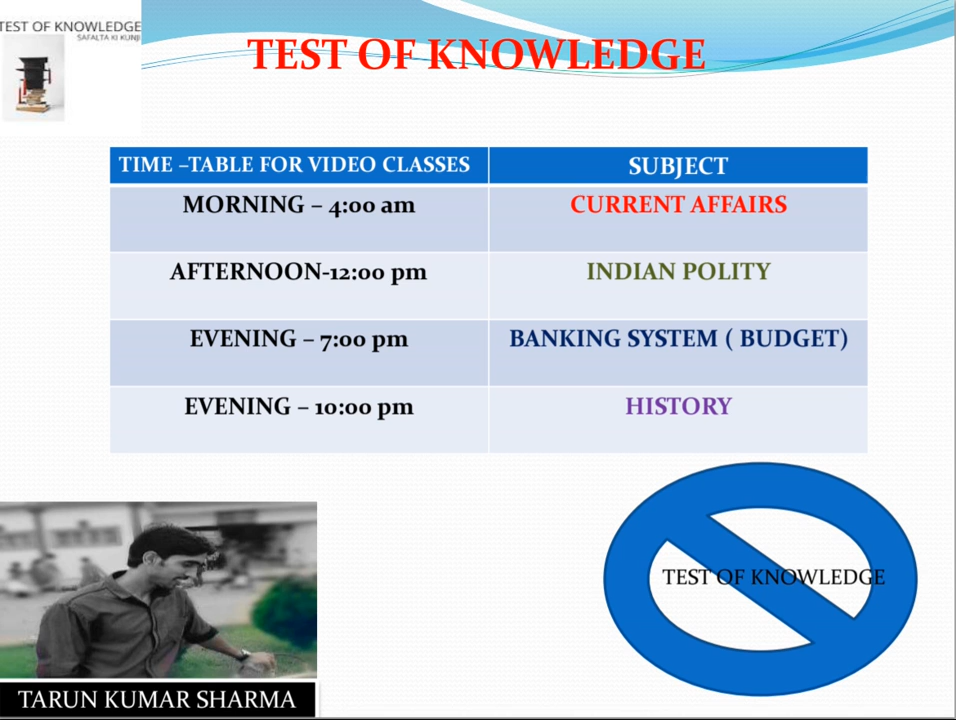 TEST OF KNOWLEDGE
SAFALTA KI KUNJI
TEST OF KNOWLEDGE
TIME –TABLE FOR VIDEO CLASSES SUBJECT
MORNING – 4:00 am CURRENT AFFAIRS
AFTERNOON-12:00 pm INDIAN POLITY
EVENING – 7:00 pm BANKING SYSTEM ( BUDGET)
EVENING – 10:00 pm HISTORY
TEST OF KNOWLEDGE
TARUN KUMAR SHARMA